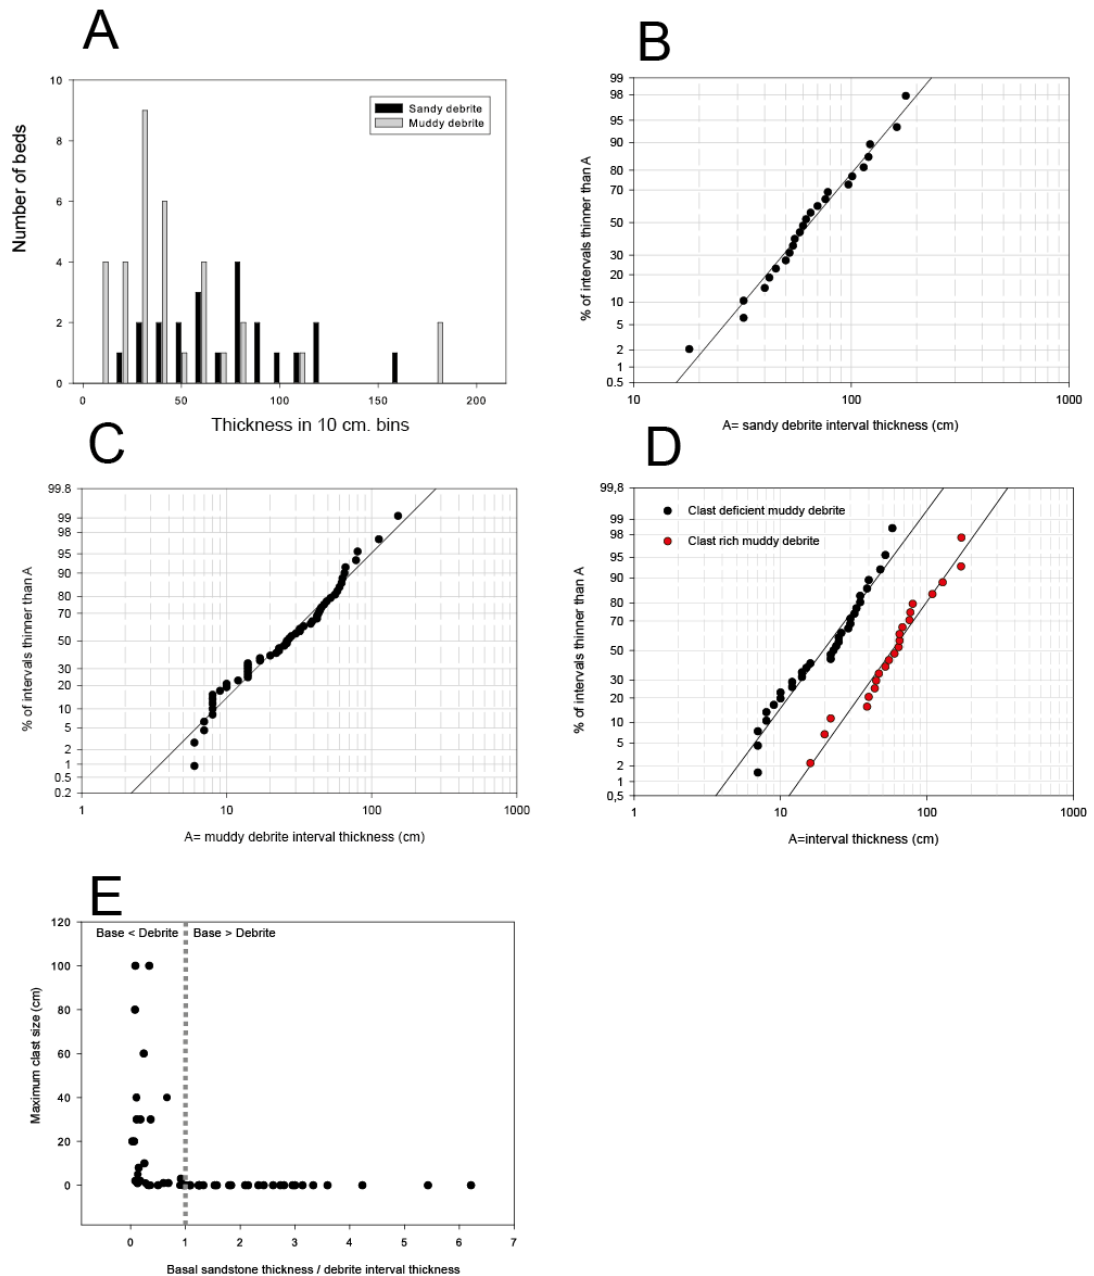 A
10
8
6
4
2
0
Number of beds
Sandy debrite
Muddy debrite
0 50 100 150 200
Thickness in 10 cm. bins
B
99
98
95
90
80
70
50
30
20
10
5
2
1
0.5
% of intervals thinner than A
10 100 1000
A= sandy debrite interval thickness (cm)
C
99.8
99
98
95
90
80
70
50
30
20
10
5
2
1
0.5
0.2
% of intervals thinner than A
1 10 100 1000
A= muddy debrite interval thickness (cm)
D
99,8
99
98
95
90
80
70
50
30
20
10
5
2
1
0,5
% of intervals thinner than A
Clast deficient muddy debrite
Clast rich muddy debrite
1 10 100 1000
A=interval thickness (cm)
E
120
100
80
60
40
20
0
Maximum clast size (cm)
Base < Debrite Base > Debrite
0 1 2 3 4 5 6 7
Basal sandstone thickness / debrite interval thickness